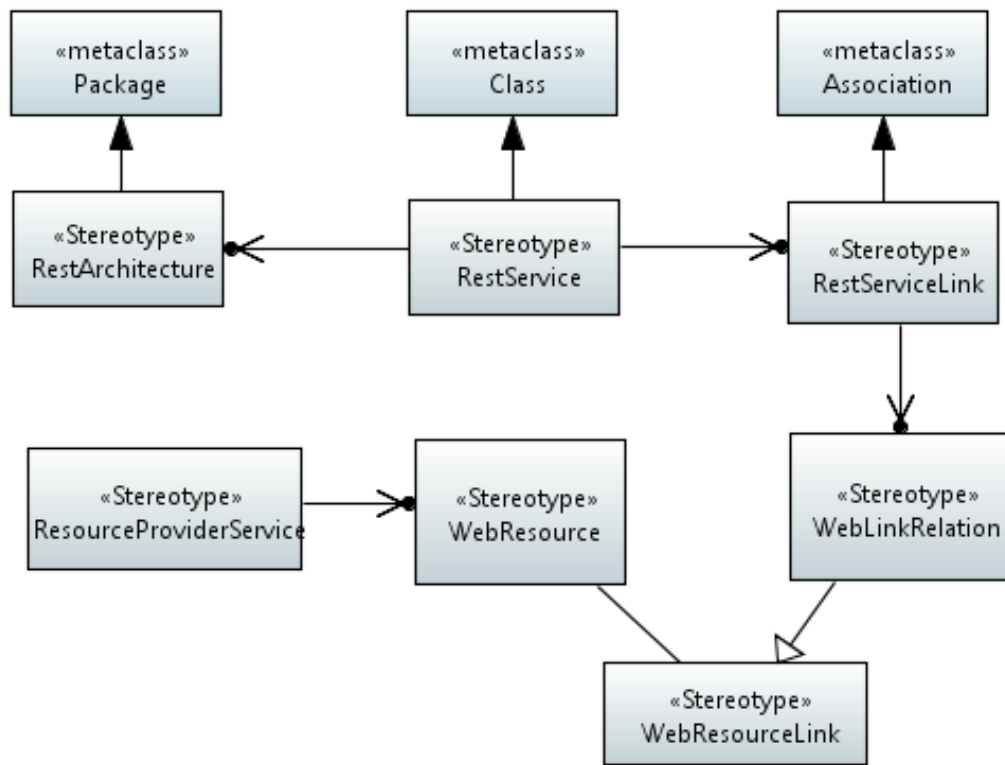 «metaclass»
Package
«metaclass»
Class
«metaclass»
Association
«Stereotype»
RestArchitecture
«Stereotype»
RestService
«Stereotype»
RestServiceLink
«Stereotype»
ResourceProviderService
«Stereotype»
WebResource
«Stereotype»
WebLinkRelation
«Stereotype»
WebResourceLink